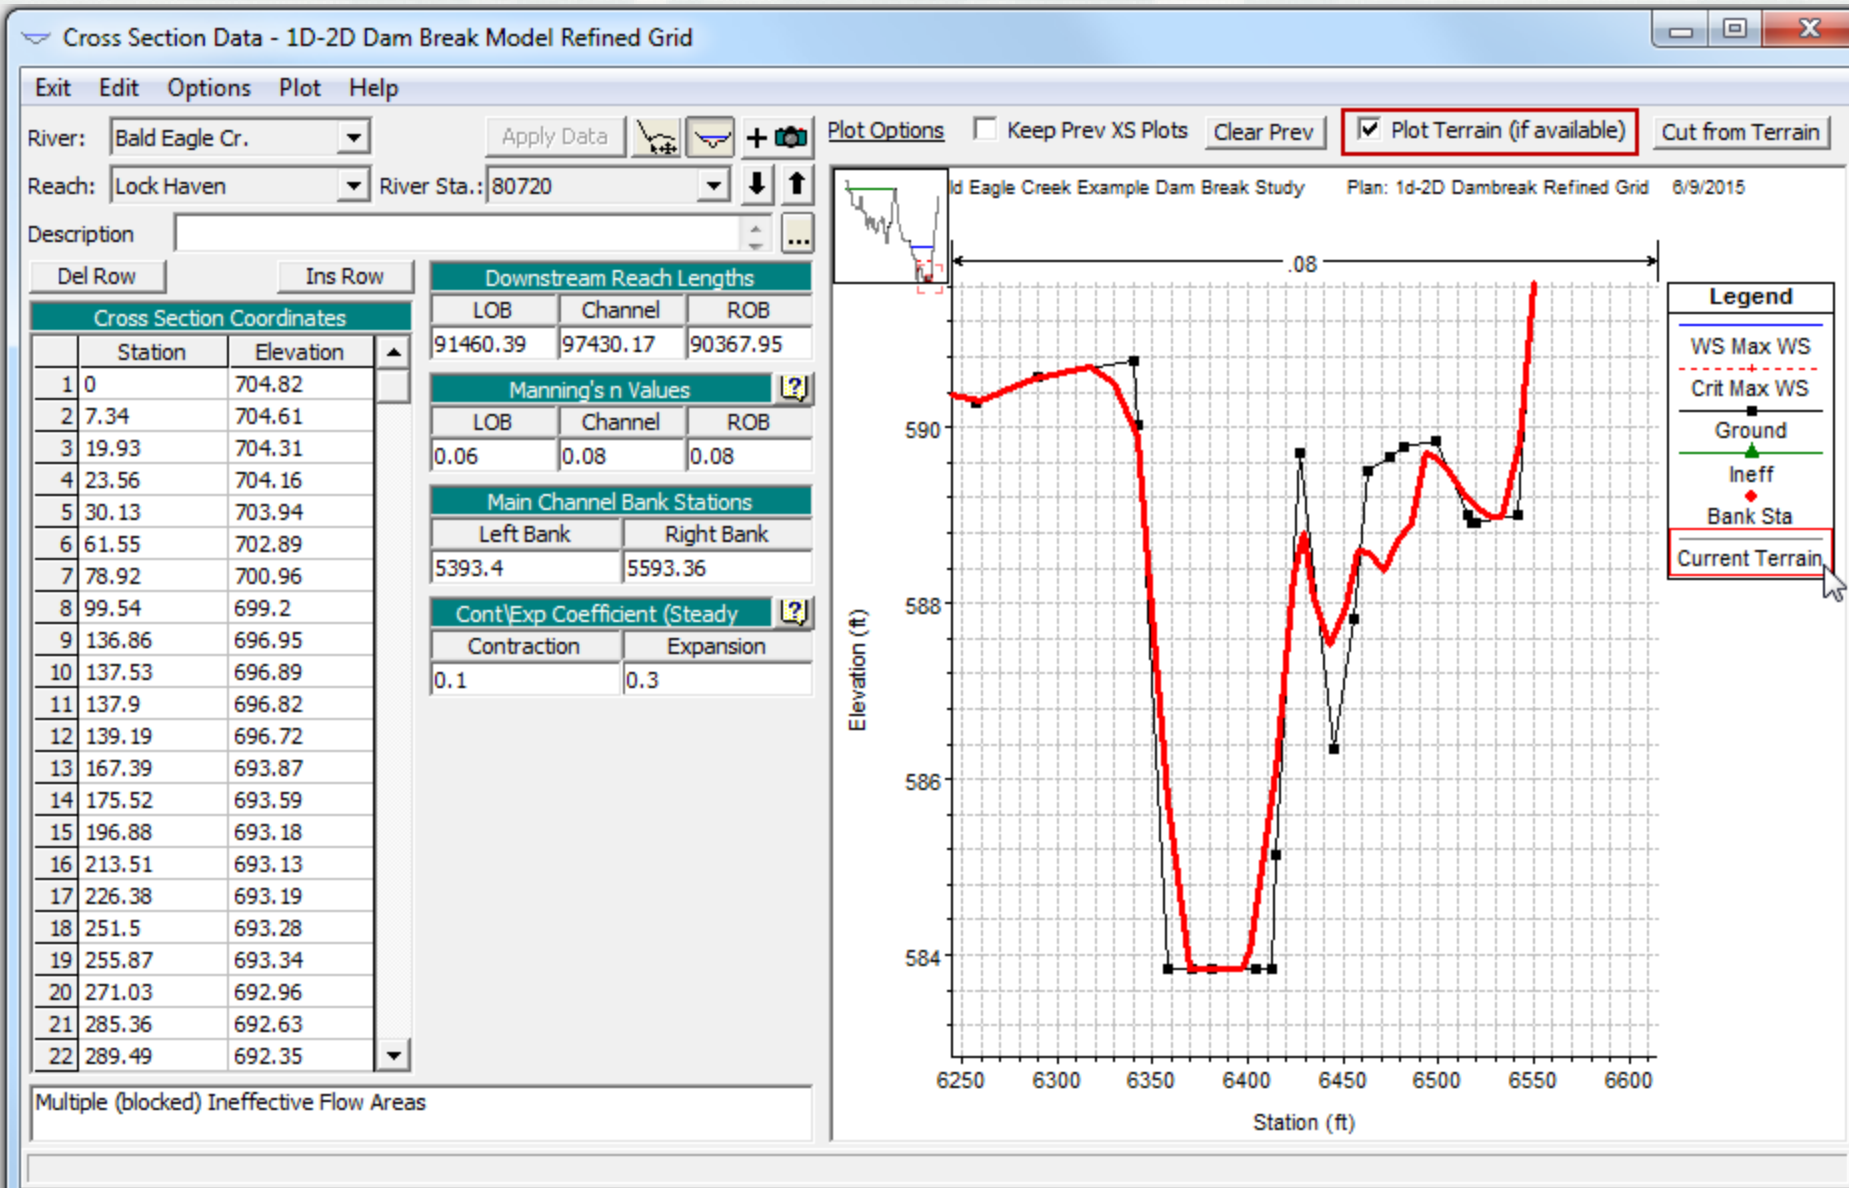 Cross Section Data - 1D-2D Dam Break Model Refined Grid
Exit Edit Options Plot Help
River: Bald Eagle Cr. Apply Data +
Reach: Lock Haven River Sta.: 80720
Description ...
Del Row Ins Row
Cross Section Coordinates
Station Elevation
1 0 704.82
2 7.34 704.61
3 19.93 704.31
4 23.56 704.16
5 30.13 703.94
6 61.55 702.89
7 78.92 700.96
8 99.54 699.2
9 136.86 696.95
10 137.53 696.89
11 137.9 696.82
12 139.19 696.72
13 167.39 693.87
14 175.52 693.59
15 196.88 693.18
16 213.51 693.13
17 226.38 693.19
18 251.5 693.28
19 255.87 693.34
20 271.03 692.96
21 285.36 692.63
22 289.49 692.35
Downstream Reach Lengths
LOB Channel ROB
91460.39 97430.17 90367.95
Manning's n Values ?
LOB Channel ROB
0.06 0.08 0.08
Main Channel Bank Stations
Left Bank Right Bank
5393.4 5593.36
Cont\Exp Coefficient (Steady ?
Contraction Expansion
0.1 0.3
Multiple (blocked) Ineffective Flow Areas
Plot Options Keep Prev XS Plots Clear Prev Plot Terrain (if available) Cut from Terrain
ld Eagle Creek Example Dam Break Study Plan: 1d-2D Dambreak Refined Grid 6/9/2015
.08
Elevation (ft)
590
588
586
584
6250 6300 6350 6400 6450 6500 6550 6600
Station (ft)
Legend
WS Max WS
Crit Max WS
Ground
Ineff
Bank Sta
Current Terrain